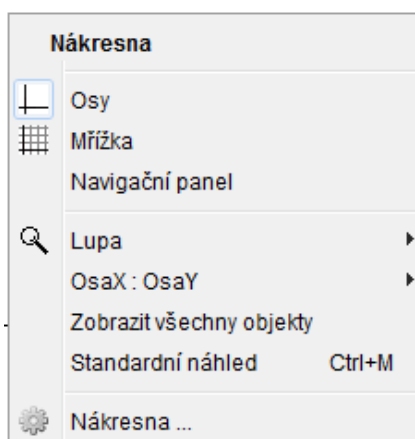 Nákresna
Osy
Mřížka
Navigační panel
Lupa
OsaX : OsaY
Zobrazit všechny objekty
Standardní náhled Ctrl+M
Nákresna ...